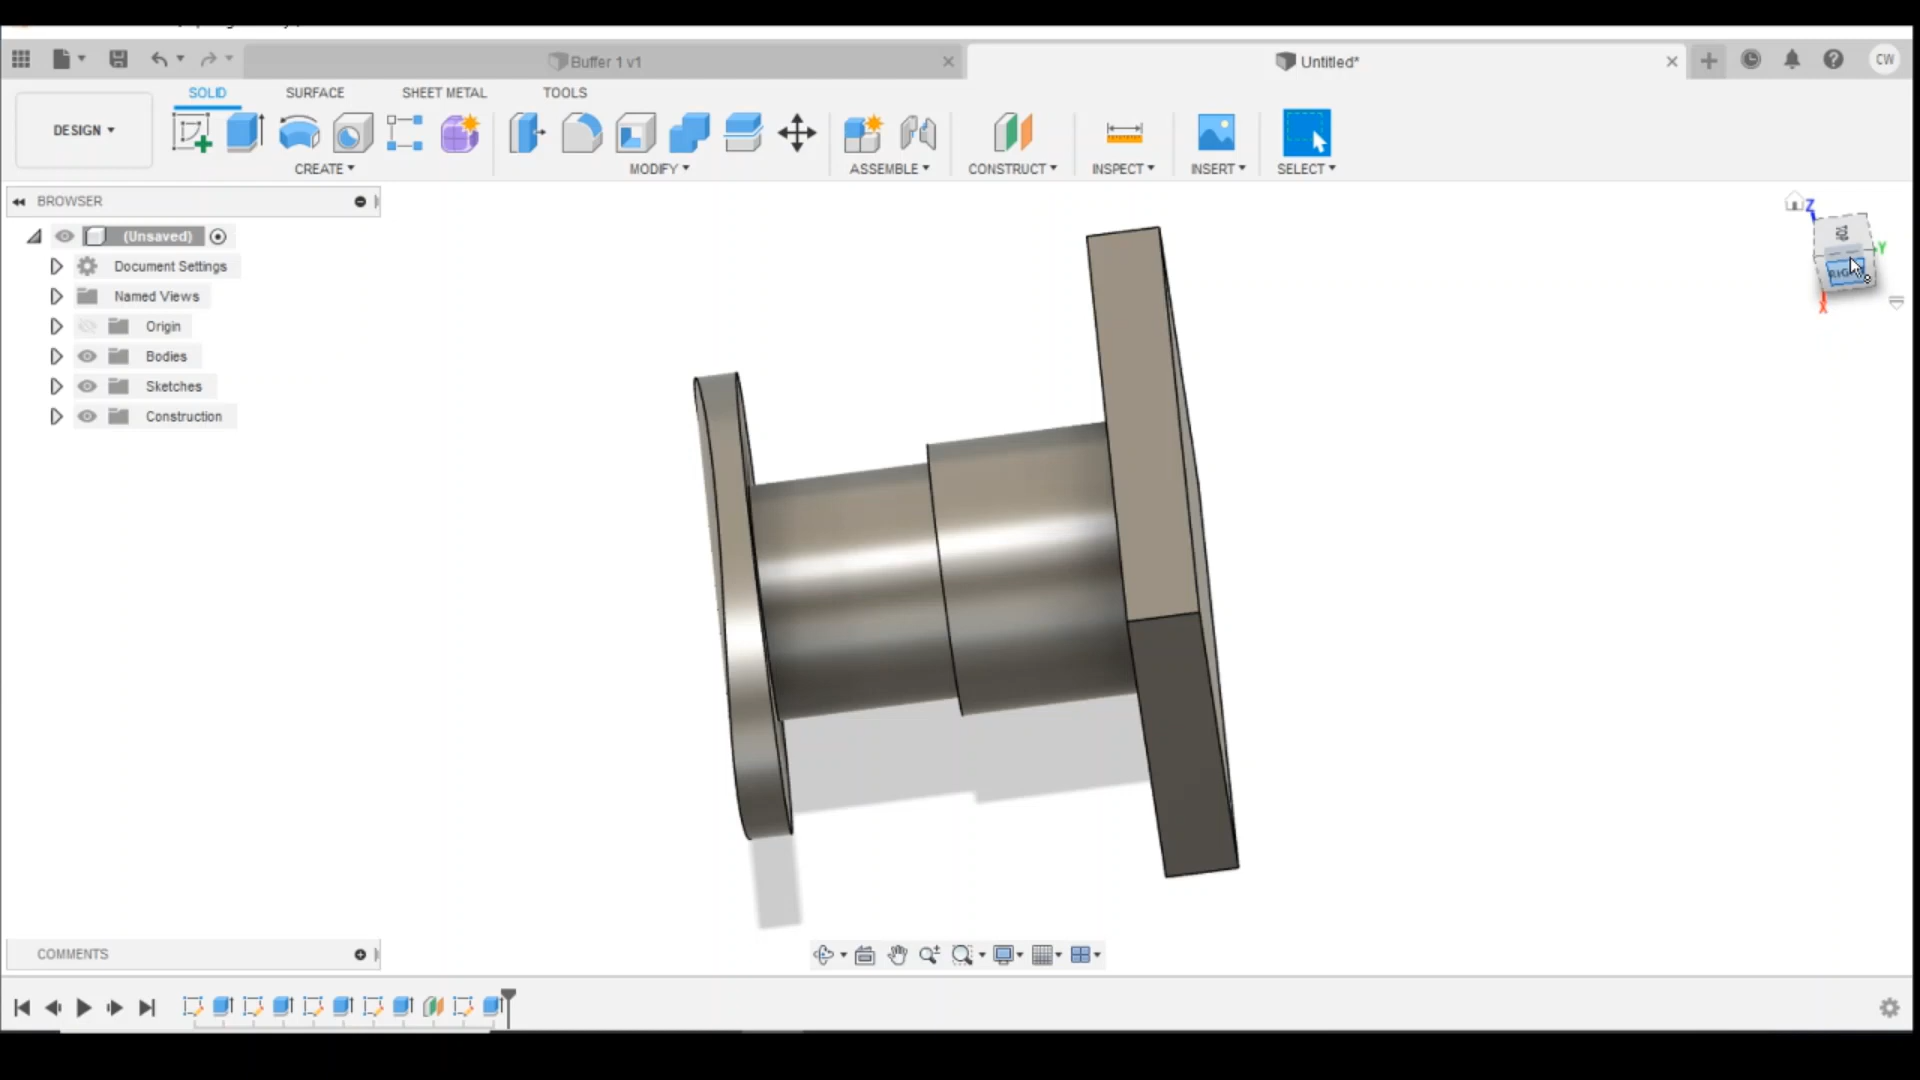 Buffer 1 v1
Untitled*
CW
DESIGN
SOLID
SURFACE
SHEET METAL
TOOLS
CREATE
MODIFY
ASSEMBLE
CONSTRUCT
INSPECT
INSERT
SELECT
BROWSER
(Unsaved)
Document Settings
Named Views
Origin
Bodies
Sketches
Construction
Z
TOP
Y
X
COMMENTS